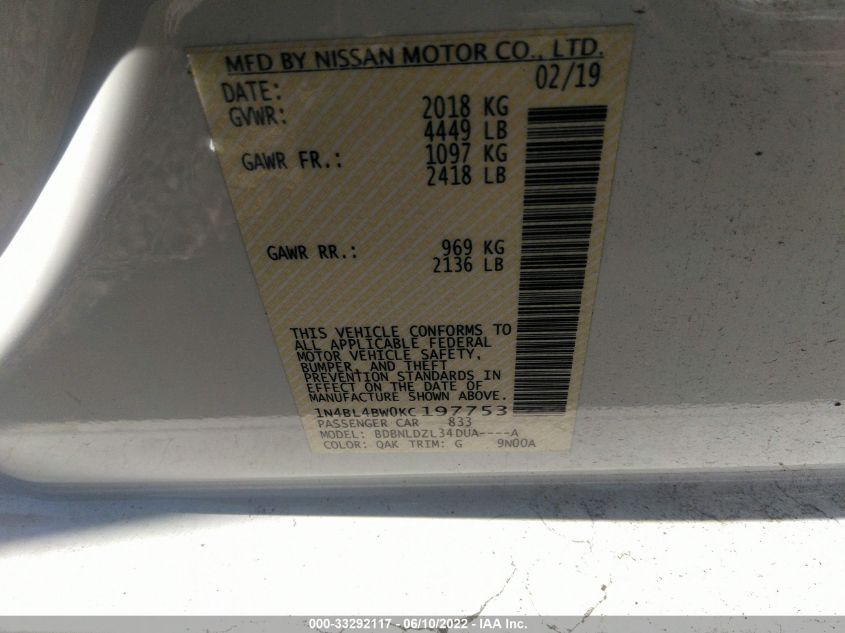 MFD BY NISSAN MOTOR CO., LTD.
DATE: 02/19
GVWR: 2018 KG
4449 LB
GAWR FR.: 1097 KG
2418 LB
GAWR RR.: 969 KG
2136 LB
THIS VEHICLE CONFORMS TO
ALL APPLICABLE FEDERAL
MOTOR VEHICLE SAFETY,
BUMPER, AND THEFT
PREVENTION STANDARDS IN
EFFECT ON THE DATE OF
MANUFACTURE SHOWN ABOVE.
1N4BL4BW0KC197753
PASSENGER CAR 833
MODEL: BDBNLDZL34DUA----A
COLOR: QAK TRIM: G 9N00A
000-33292117 - 06/10/2022 - IAA Inc.